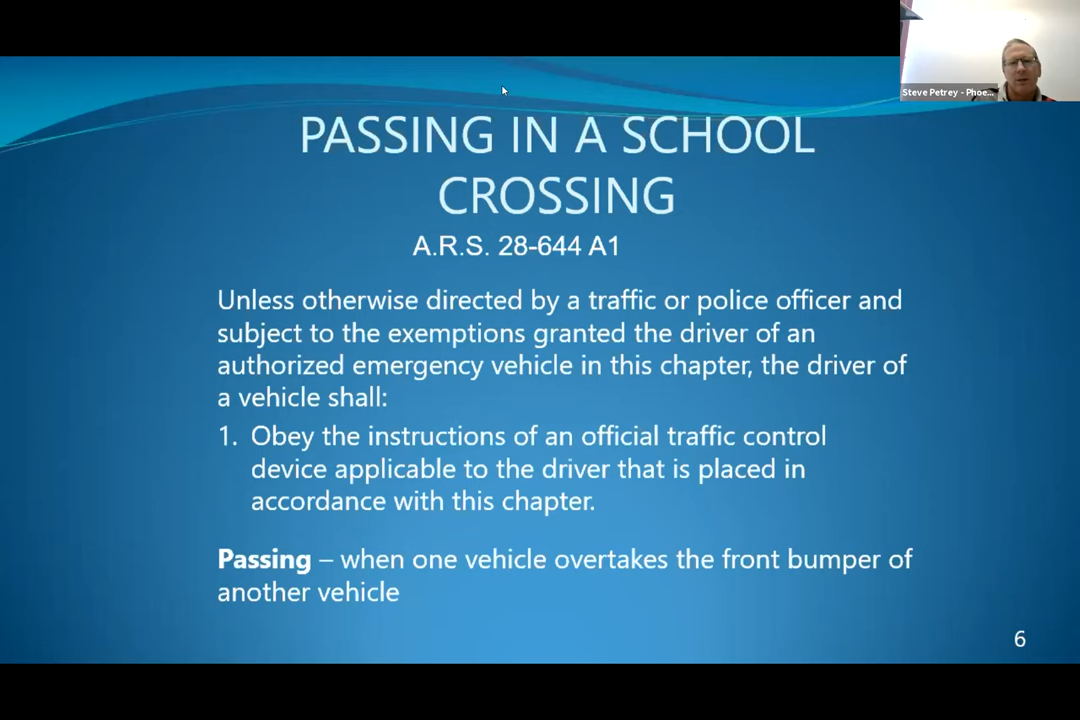 Steve Petrey - Phoe...
PASSING IN A SCHOOL
CROSSING
A.R.S. 28-644 A1
Unless otherwise directed by a traffic or police officer and
subject to the exemptions granted the driver of an
authorized emergency vehicle in this chapter, the driver of
a vehicle shall:
1. Obey the instructions of an official traffic control
device applicable to the driver that is placed in
accordance with this chapter.
Passing – when one vehicle overtakes the front bumper of
another vehicle
6